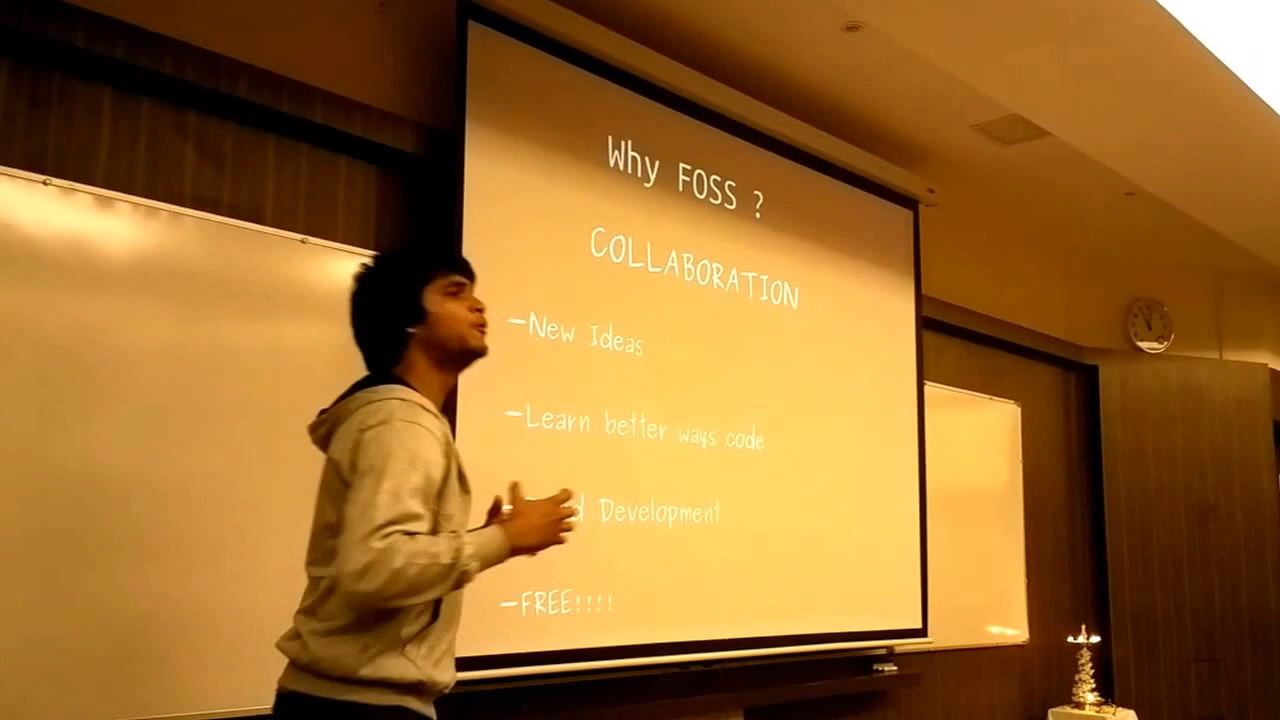 Why FOSS ?
COLLABORATION
-New Ideas
-Learn better ways code
Development
-FREE!!!!